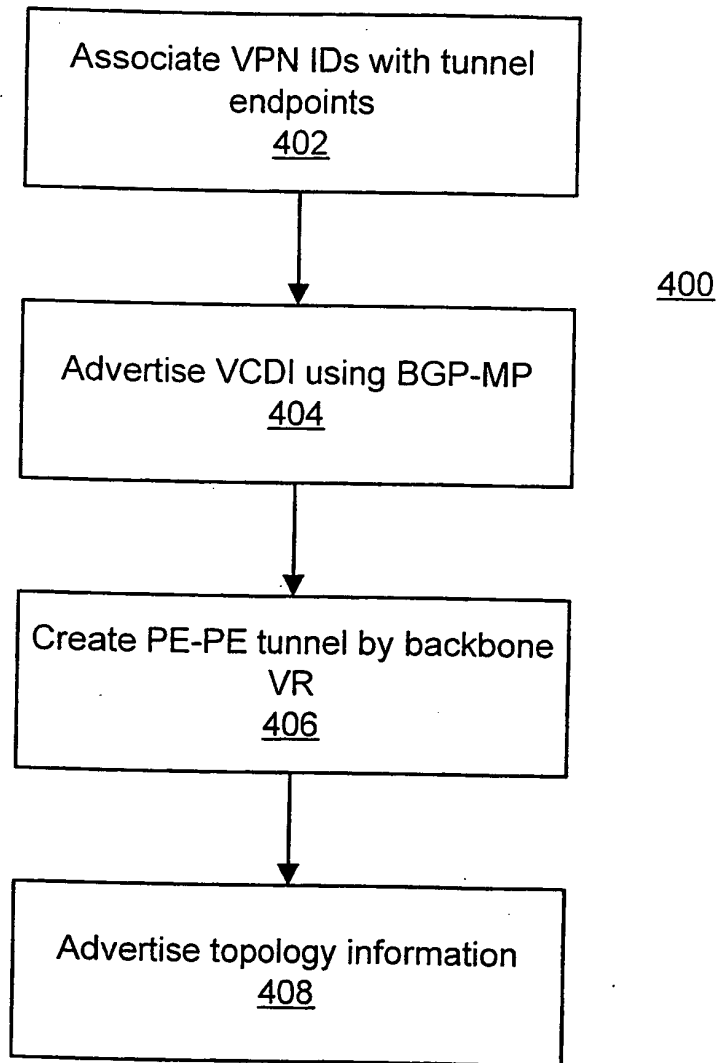 Associate VPN IDs with tunnel
endpoints
402
400
Advertise VCDI using BGP-MP
404
Create PE-PE tunnel by backbone
VR
406
Advertise topology information
408